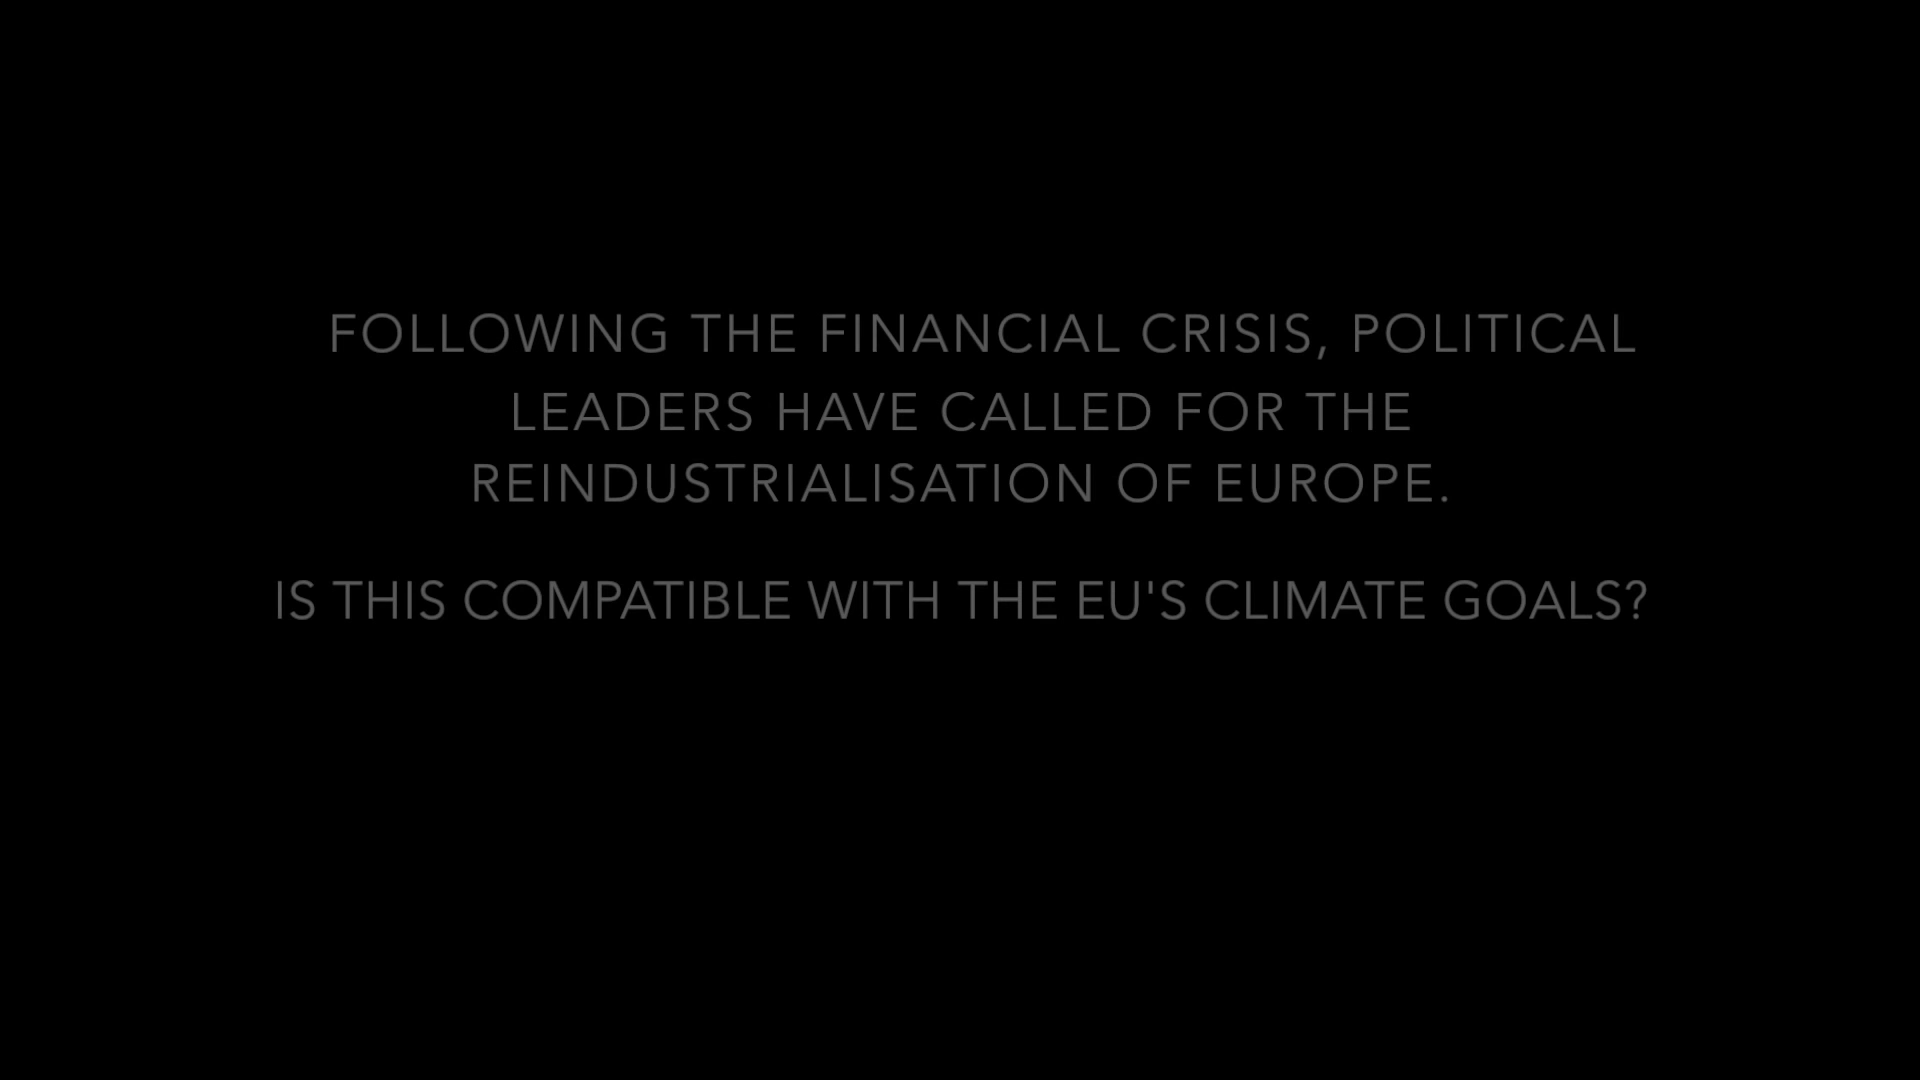 FOLLOWING THE FINANCIAL CRISIS, POLITICAL
LEADERS HAVE CALLED FOR THE
REINDUSTRIALISATION OF EUROPE.
IS THIS COMPATIBLE WITH THE EU'S CLIMATE GOALS?